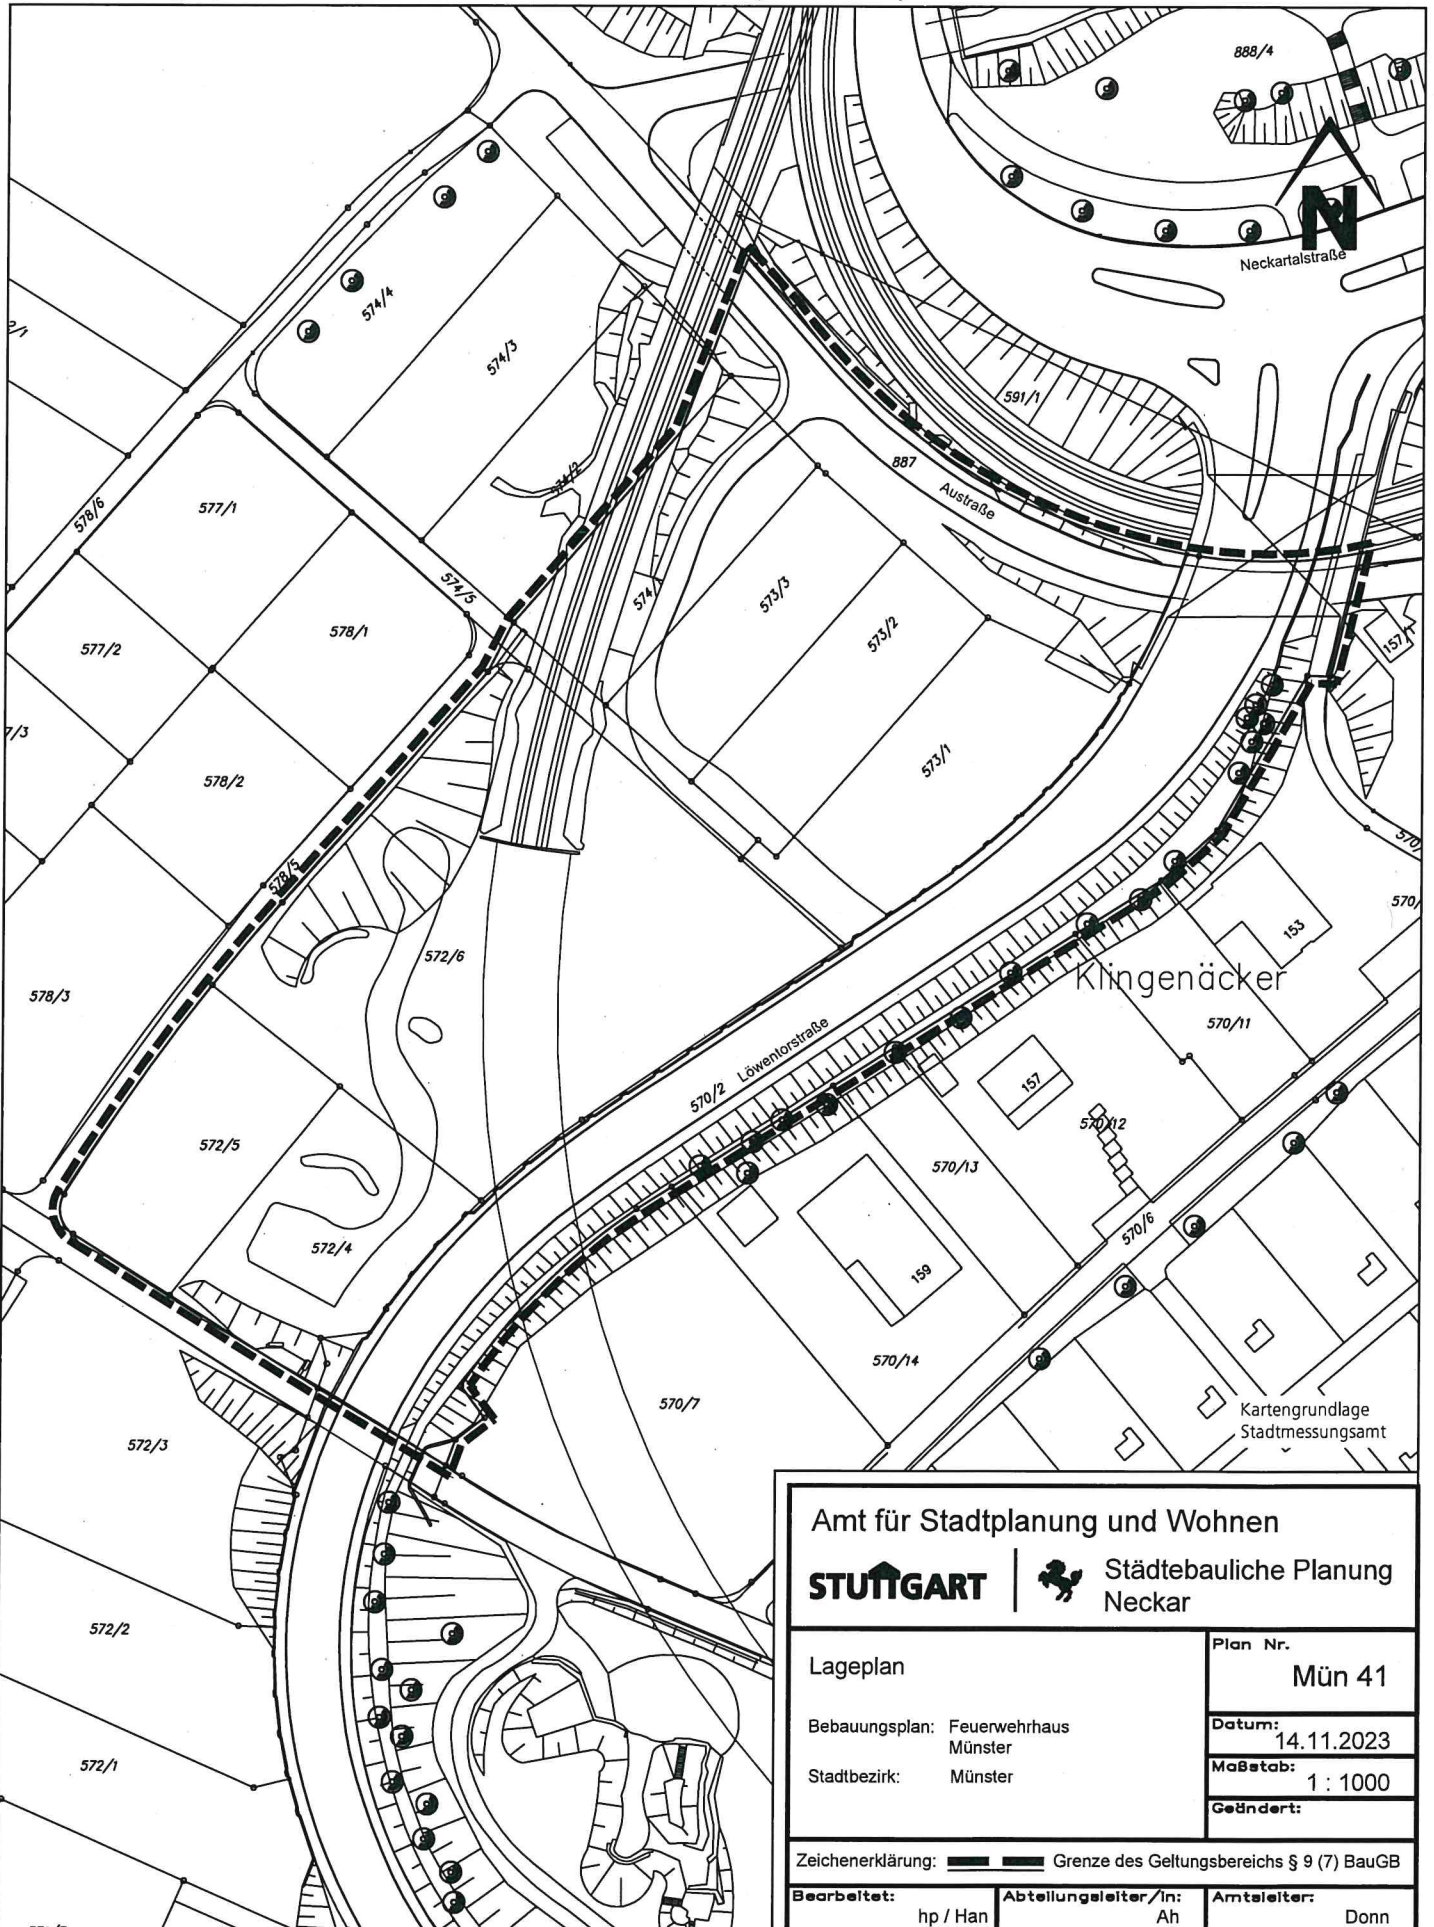 888/4
N
Neckartalstraße
574/4
574/3
591/1
887
Austraße
574/2
578/6
577/1
574/5
574
573/3
577/2
578/1
573/2
157/1
7/3
573/1
578/2
578/5
572/6
153
Klingenäcker
578/3
570/11
Löwentorstraße
570/2
157
570/12
572/5
570/13
570/6
572/4
159
570/14
570/7
572/3
Kartengrundlage
Stadtmessungsamt
572/2
572/1
Amt für Stadtplanung und Wohnen
STUTTGART
Städtebauliche Planung
Neckar
Lageplan
Plan Nr.
Mün 41
Bebauungsplan: Feuerwehrhaus
Münster
Datum:
14.11.2023
Stadtbezirk: Münster
Maßstab:
1 : 1000
Geändert:
Zeichenerklärung: Grenze des Geltungsbereichs § 9 (7) BauGB
Bearbeitet: Abteilungsleiter/in: Amtsleiter:
hp / Han Ah Donn